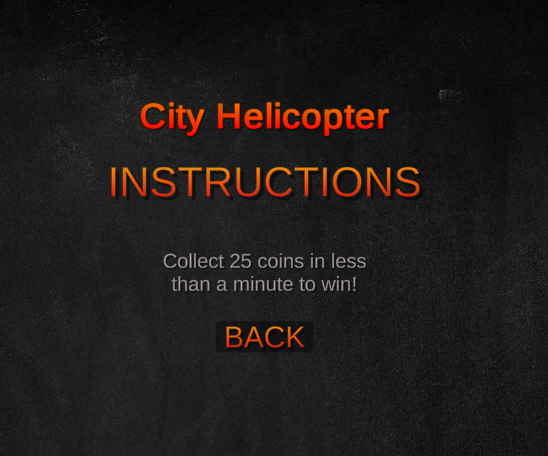 City Helicopter
INSTRUCTIONS
Collect 25 coins in less
than a minute to win!
BACK